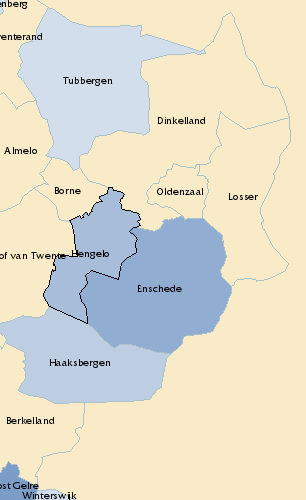 enberg
venterand
Tubbergen
Dinkelland
Almelo
Borne
Oldenzaal
Losser
of van Twente
Hengelo
Enschede
Haaksbergen
Berkelland
ost Gelre
Winterswijk